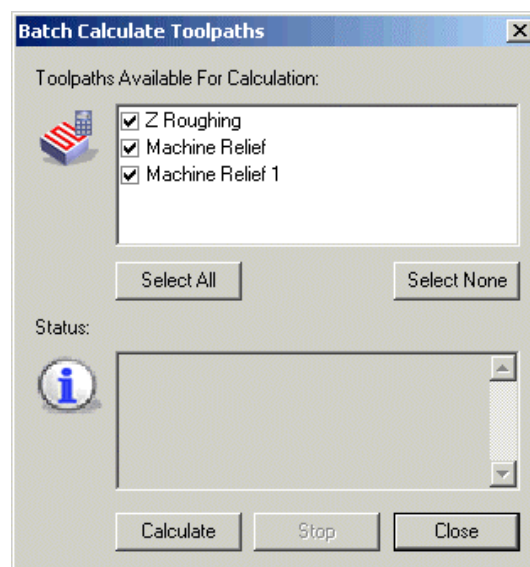 Batch Calculate Toolpaths
Toolpaths Available For Calculation:
Z Roughing
Machine Relief
Machine Relief 1
Select All
Select None
Status:
Calculate
Stop
Close